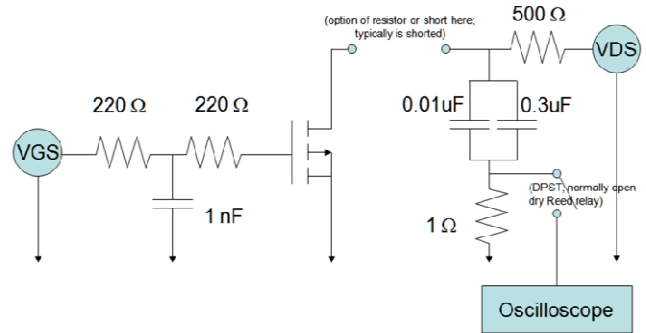 (option of resistor or short here;
typically is shorted)
500 Ω
VDS
220 Ω
220 Ω
0.01uF
0.3uF
VGS
(DPST, normally open
dry Reed relay)
1 nF
1 Ω
Oscilloscope